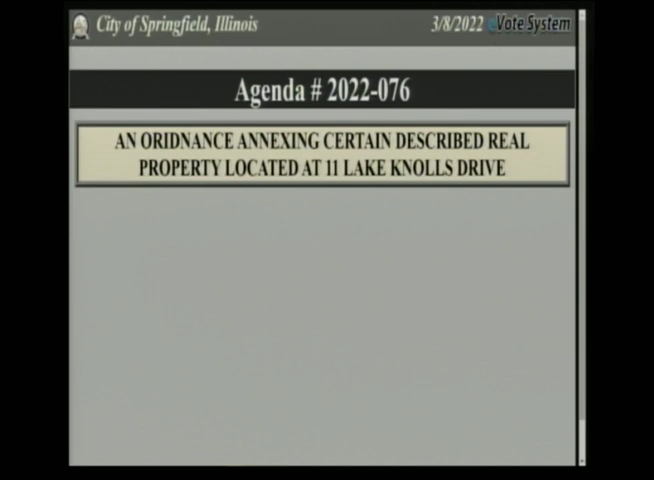 City of Springfield, Illinois
3/8/2022 eVote System
Agenda # 2022-076
AN ORIDNANCE ANNEXING CERTAIN DESCRIBED REAL
PROPERTY LOCATED AT 11 LAKE KNOLLS DRIVE